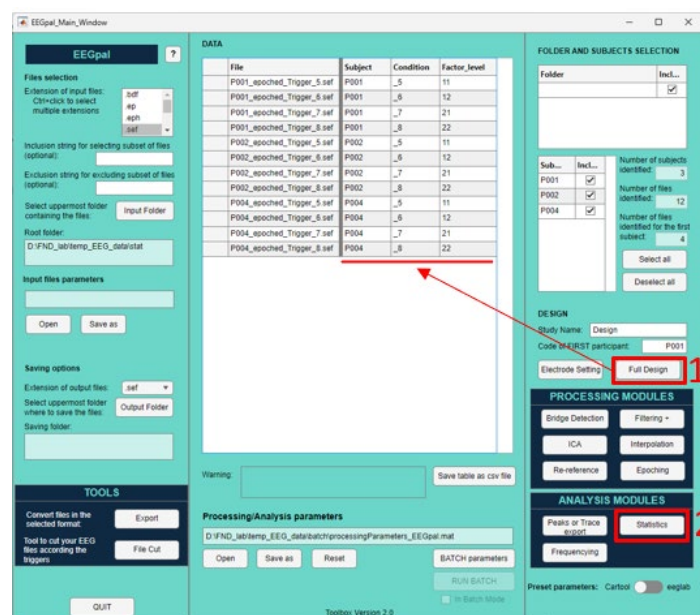 EEGpal_Main_Window
EEGpal
?
Files selection
Extension of input files:
Ctrl+click to select
multiple extensions
.bdf
.ep
.eph
.sef
Inclusion string for selecting subset of files
(optional):
Exclusion string for excluding subset of files
(optional):
Select uppermost folder
containing the files:
Input Folder
Root folder:
D:\FND_lab\temp_EEG_data\stat
Input files parameters
Open Save as
Saving options
Extension of output files: .sef
Select uppermost folder
where to save the files:
Output Folder
Saving folder:
TOOLS
Convert files in the
selected format:
Export
Tool to cut your EEG
files according the
triggers
File Cut
QUIT
DATA
File Subject Condition Factor_level
P001_epoched_Trigger_5.sef P001 _5 11
P001_epoched_Trigger_6.sef P001 _6 12
P001_epoched_Trigger_7.sef P001 _7 21
P001_epoched_Trigger_8.sef P001 _8 22
P002_epoched_Trigger_5.sef P002 _5 11
P002_epoched_Trigger_6.sef P002 _6 12
P002_epoched_Trigger_7.sef P002 _7 21
P002_epoched_Trigger_8.sef P002 _8 22
P004_epoched_Trigger_5.sef P004 _5 11
P004_epoched_Trigger_6.sef P004 _6 12
P004_epoched_Trigger_7.sef P004 _7 21
P004_epoched_Trigger_8.sef P004 _8 22
Warning:
Save table as csv file
Processing/Analysis parameters
D:\FND_lab\temp_EEG_data\batch\processingParameters_EEGpal.mat
Open Save as Reset BATCH parameters
RUN BATCH
In Batch Mode
Toolbox Version 2.0
FOLDER AND SUBJECTS SELECTION
Folder Incl...
Sub... Incl...
P001
P002
P004
Number of subjects
identified: 3
Number of files
identified: 12
Number of files
identified for the first
subject: 4
Select all
Deselect all
DESIGN
Study Name: Design
Code of FIRST participant: P001
Electrode Setting Full Design 1
PROCESSING MODULES
Bridge Detection Filtering +
ICA Interpolation
Re-reference Epoching
ANALYSIS MODULES
Peaks or Trace
export
Statistics 2
Frequencying
Preset parameters: Cartool eeglab